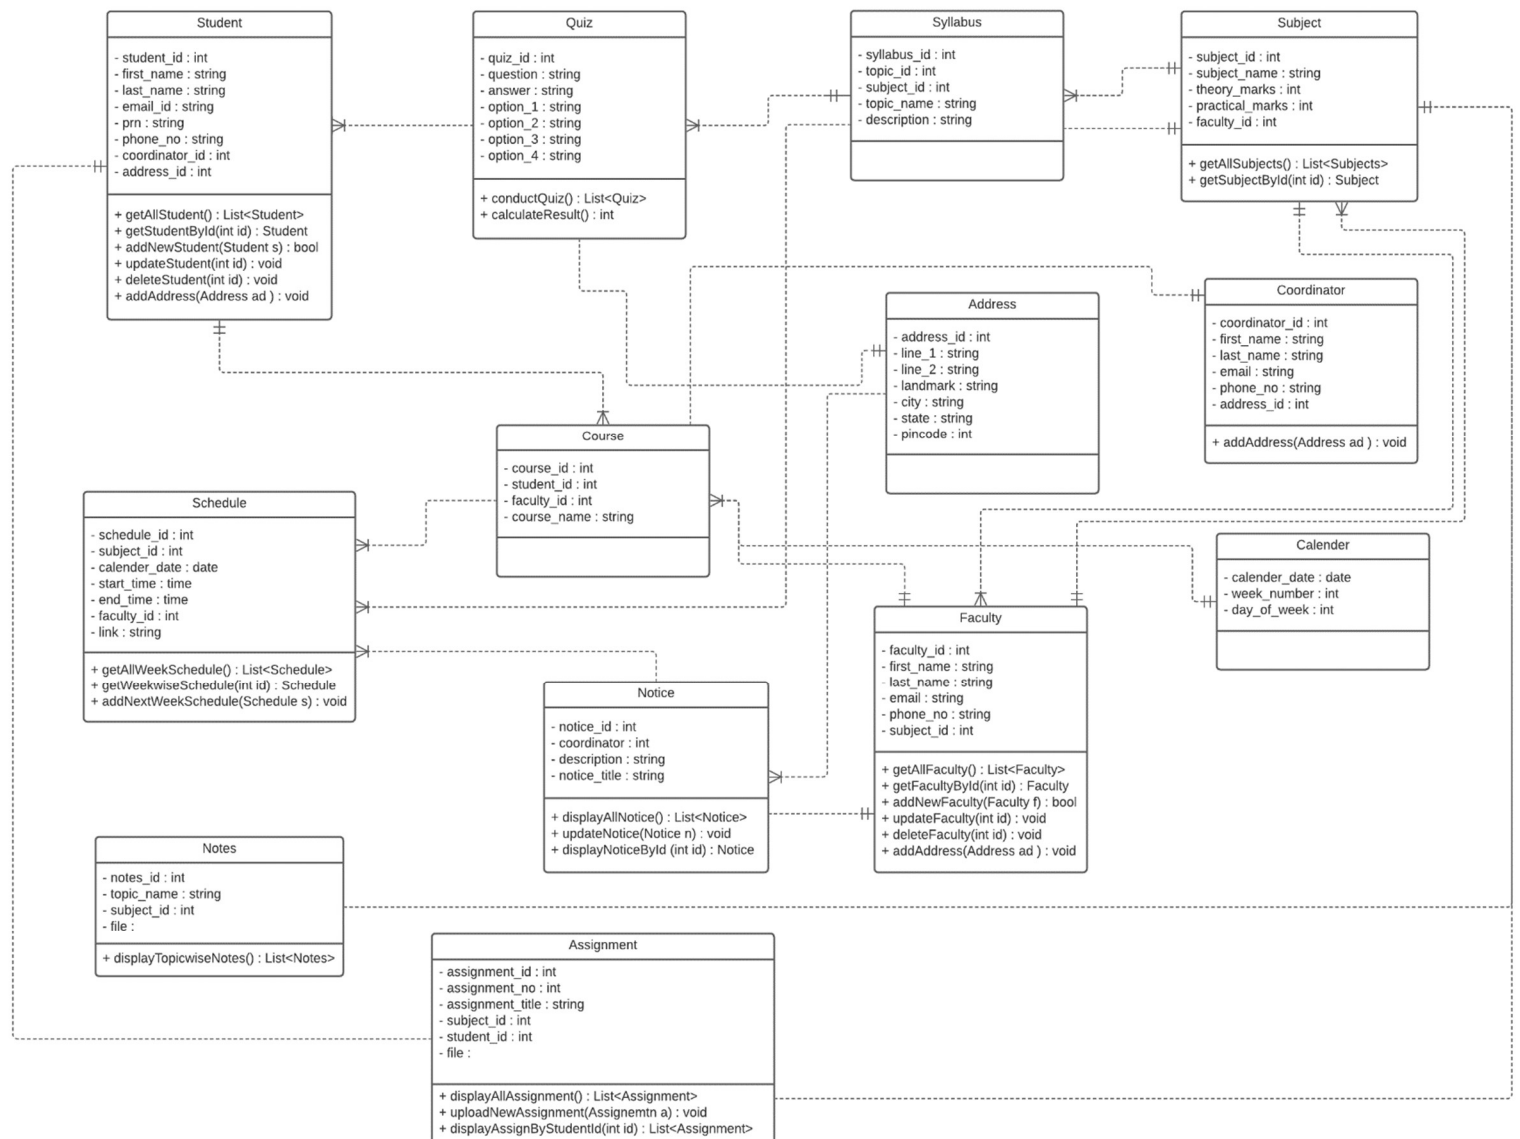 Student
- student_id : int
- first_name : string
- last_name : string
- email_id : string
- prn : string
- phone_no : string
- coordinator_id : int
- address_id : int
+ getAllStudent() : List<Student>
+ getStudentById(int id) : Student
+ addNewStudent(Student s) : bool
+ updateStudent(int id) : void
+ deleteStudent(int id) : void
+ addAddress(Address ad ) : void
Quiz
- quiz_id : int
- question : string
- answer : string
- option_1 : string
- option_2 : string
- option_3 : string
- option_4 : string
+ conductQuiz() : List<Quiz>
+ calculateResult() : int
Syllabus
- syllabus_id : int
- topic_id : int
- subject_id : int
- topic_name : string
- description : string
Subject
- subject_id : int
- subject_name : string
- theory_marks : int
- practical_marks : int
- faculty_id : int
+ getAllSubjects() : List<Subjects>
+ getSubjectById(int id) : Subject
Address
- address_id : int
- line_1 : string
- line_2 : string
- landmark : string
- city : string
- state : string
- pincode : int
Coordinator
- coordinator_id : int
- first_name : string
- last_name : string
- email : string
- phone_no : string
- address_id : int
+ addAddress(Address ad ) : void
Course
- course_id : int
- student_id : int
- faculty_id : int
- course_name : string
Schedule
- schedule_id : int
- subject_id : int
- calender_date : date
- start_time : time
- end_time : time
- faculty_id : int
- link : string
+ getAllWeekSchedule() : List<Schedule>
+ getWeekwiseSchedule(int id) : Schedule
+ addNextWeekSchedule(Schedule s) : void
Calender
- calender_date : date
- week_number : int
- day_of_week : int
Faculty
- faculty_id : int
- first_name : string
- last_name : string
- email : string
- phone_no : string
- subject_id : int
+ getAllFaculty() : List<Faculty>
+ getFacultyById(int id) : Faculty
+ addNewFaculty(Faculty f) : bool
+ updateFaculty(int id) : void
+ deleteFaculty(int id) : void
+ addAddress(Address ad ) : void
Notice
- notice_id : int
- coordinator : int
- description : string
- notice_title : string
+ displayAllNotice() : List<Notice>
+ updateNotice(Notice n) : void
+ displayNoticeById (int id) : Notice
Notes
- notes_id : int
- topic_name : string
- subject_id : int
- file :
+ displayTopicwiseNotes() : List<Notes>
Assignment
- assignment_id : int
- assignment_no : int
- assignment_title : string
- subject_id : int
- student_id : int
- file :
+ displayAllAssignment() : List<Assignment>
+ uploadNewAssignment(Assignemtn a) : void
+ displayAssignByStudentId(int id) : List<Assignment>